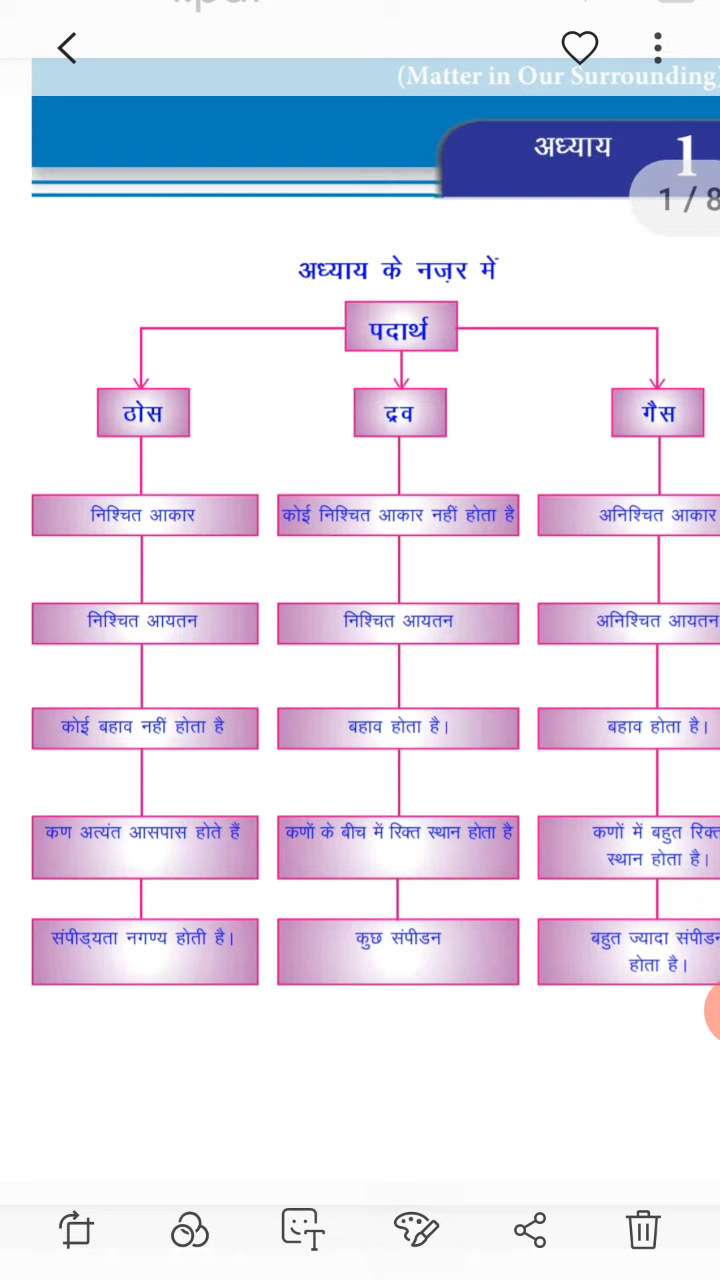 (Matter in Our Surrounding)
अध्याय 1
1 / 8
अध्याय के नज़र में
पदार्थ
ठोस
द्रव
गैस
निश्चित आकार
कोई निश्चित आकार नहीं होता है
अनिश्चित आकार
निश्चित आयतन
निश्चित आयतन
अनिश्चित आयतन
कोई बहाव नहीं होता है
बहाव होता है।
बहाव होता है।
कण अत्यंत आसपास होते हैं
कणों के बीच में रिक्त स्थान होता है
कणों में बहुत रिक्त
स्थान होता है।
संपीड्यता नगण्य होती है।
कुछ संपीडन
बहुत ज्यादा संपीडन
होता है।